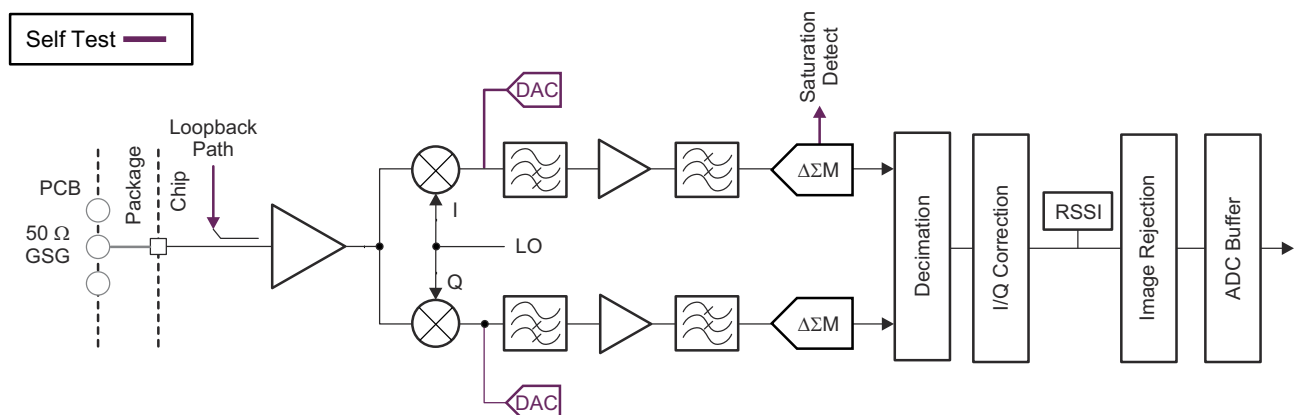 Self Test
DAC
Saturation
Detect
Loopback
Path
PCB
Package
Chip
50 Ω
GSG
I
LO
Q
ΔΣM
ΔΣM
DAC
Decimation
I/Q Correction
RSSI
Image Rejection
ADC Buffer